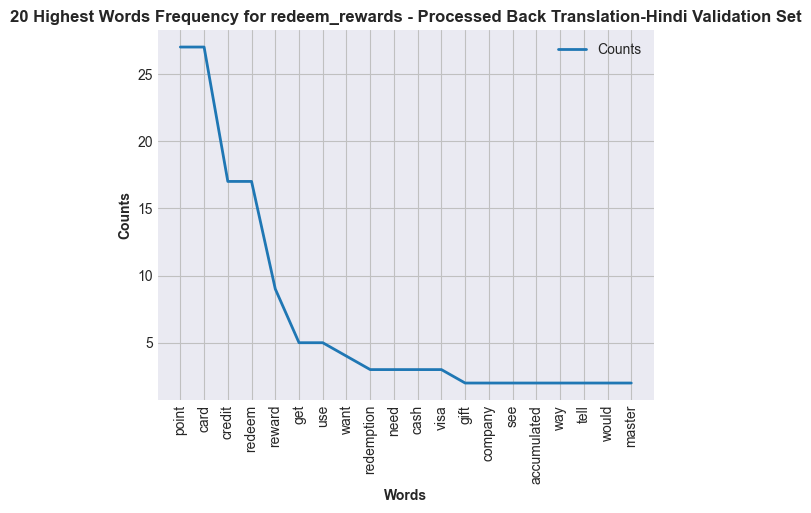 20 Highest Words Frequency for redeem_rewards - Processed Back Translation-Hindi Validation Set
Counts
25
20
15
10
5
Counts
point
card
credit
redeem
reward
get
use
want
redemption
need
cash
visa
gift
company
see
accumulated
way
tell
would
master
Words